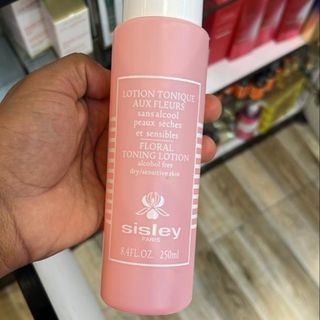 LOTION TONIQUE
AUX FLEURS
sans alcool
peaux sèches
et sensibles
FLORAL
TONING LOTION
alcohol free
dry/sensitive skin
sisley
PARIS
8.4FL.OZ. 250ml